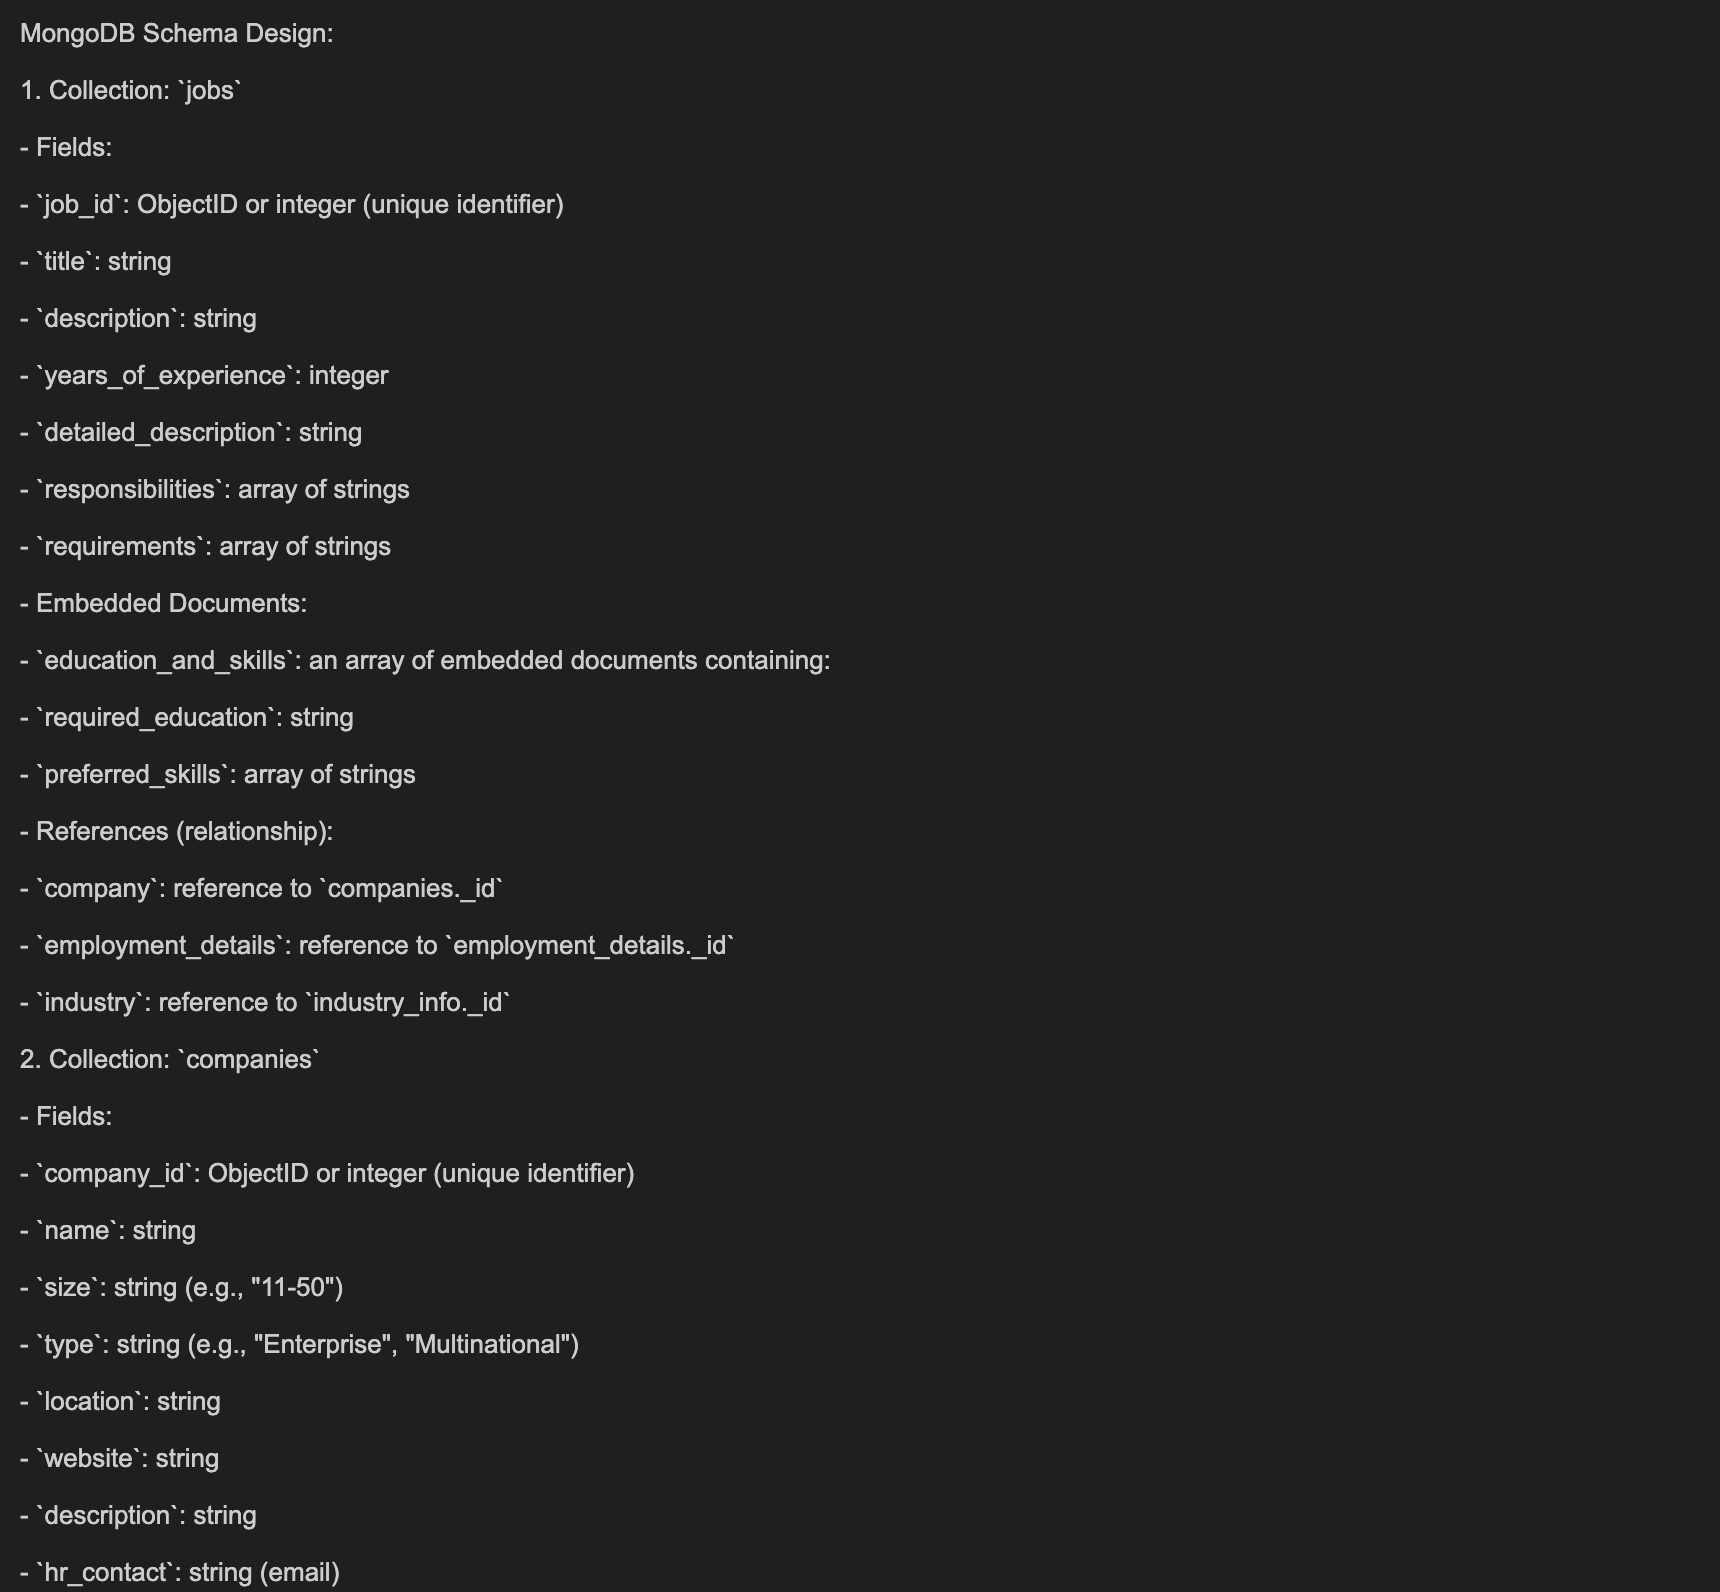 MongoDB Schema Design:
1. Collection: `jobs`
- Fields:
- `job_id`: ObjectID or integer (unique identifier)
- `title`: string
- `description`: string
- `years_of_experience`: integer
- `detailed_description`: string
- `responsibilities`: array of strings
- `requirements`: array of strings
- Embedded Documents:
- `education_and_skills`: an array of embedded documents containing:
- `required_education`: string
- `preferred_skills`: array of strings
- References (relationship):
- `company`: reference to `companies._id`
- `employment_details`: reference to `employment_details._id`
- `industry`: reference to `industry_info._id`
2. Collection: `companies`
- Fields:
- `company_id`: ObjectID or integer (unique identifier)
- `name`: string
- `size`: string (e.g., "11-50")
- `type`: string (e.g., "Enterprise", "Multinational")
- `location`: string
- `website`: string
- `description`: string
- `hr_contact`: string (email)